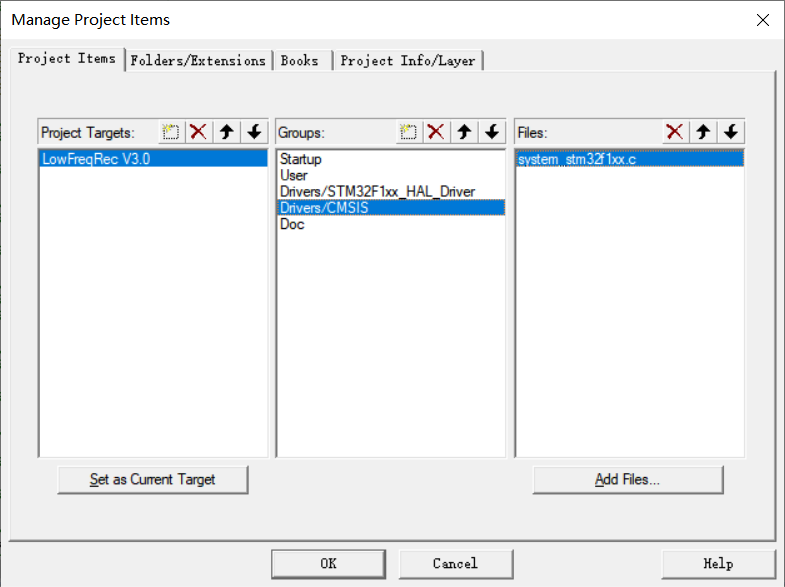 Manage Project Items
Project Items Folders/Extensions Books Project Info/Layer
Project Targets:
LowFreqRec V3.0
Set as Current Target
Groups:
Startup
User
Drivers/STM32F1xx_HAL_Driver
Drivers/CMSIS
Doc
Files:
system_stm32f1xx.c
Add Files...
OK Cancel Help